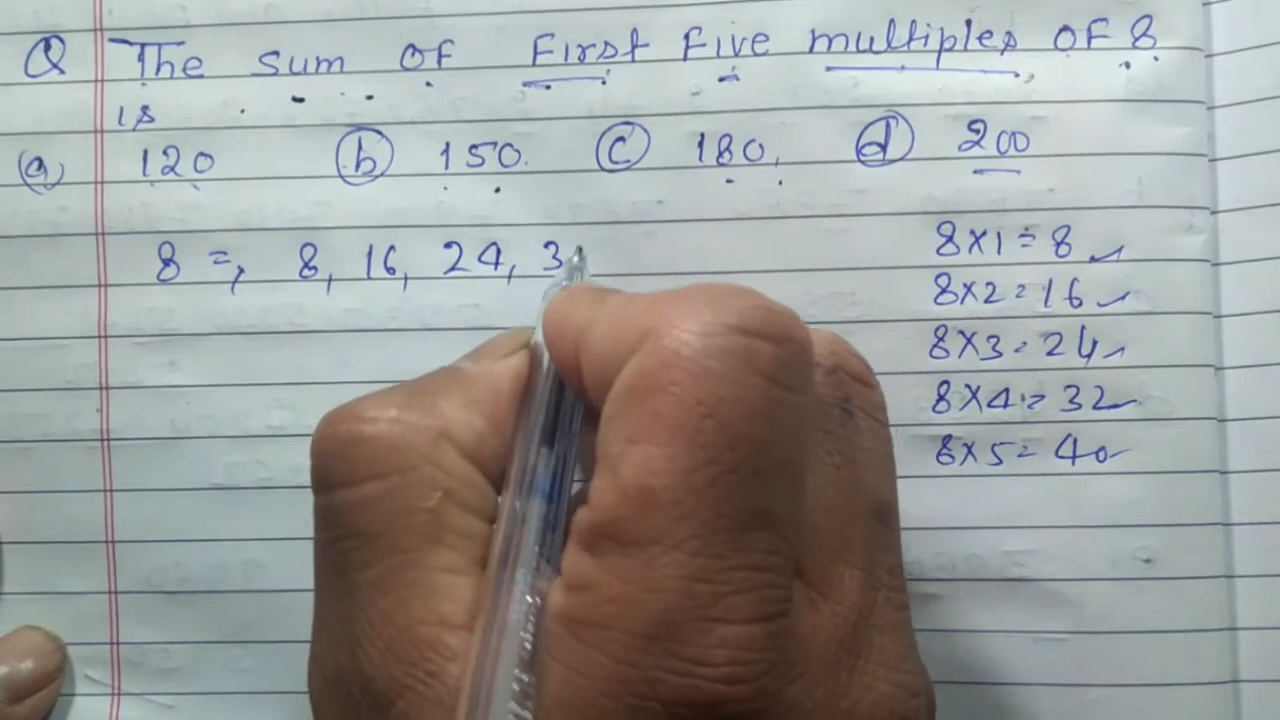 Q The sum of First Five multiples of 8
is
(a) 120 (b) 150. (c) 180, (d) 200
8 =, 8, 16, 24, 3
8×1=8
8×2=16
8×3=24
8×4=32
8×5=40